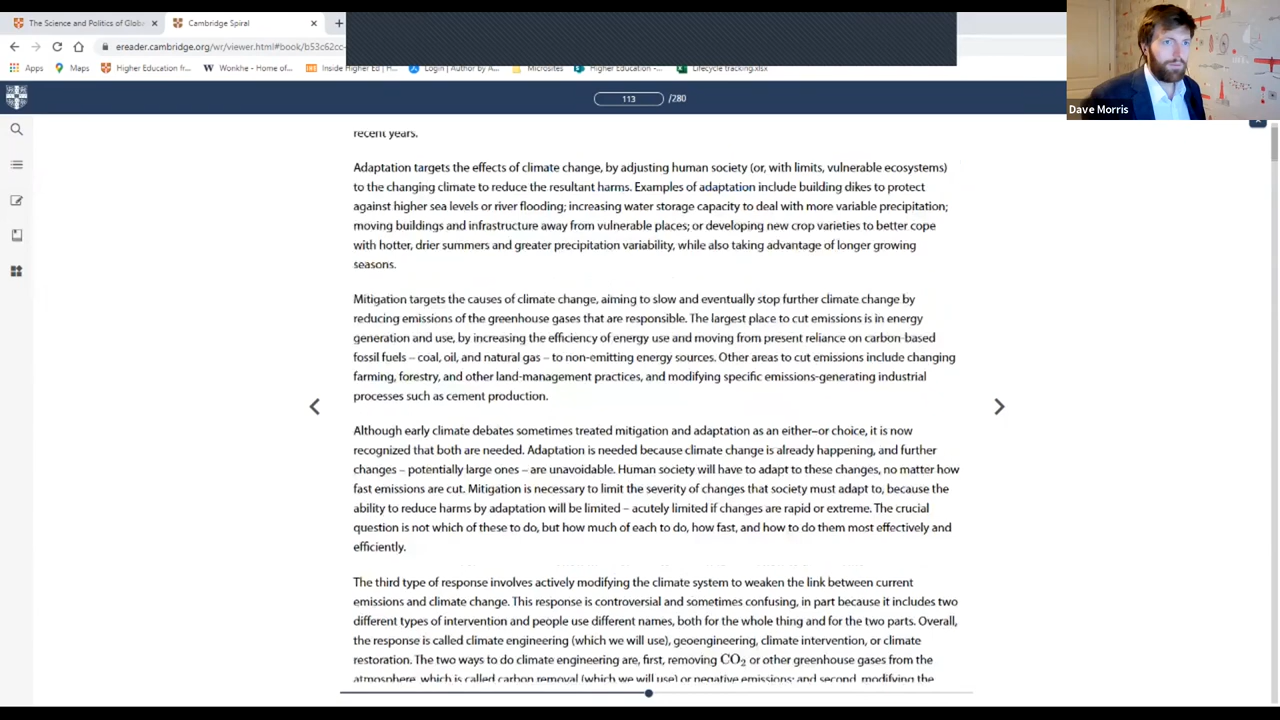 The Science and Politics of Globa
Cambridge Spiral
ereader.cambridge.org/wr/viewer.html#book/b53c62cc-
Apps
Maps
Higher Education fr...
Wonkhe - Home of...
Inside Higher Ed | H...
Login | Author by A...
Microsites
Higher Education -...
Lifecycle tracking.xlsx
Dave Morris
113 /280
recent years.
Adaptation targets the effects of climate change, by adjusting human society (or, with limits, vulnerable ecosystems)
to the changing climate to reduce the resultant harms. Examples of adaptation include building dikes to protect
against higher sea levels or river flooding; increasing water storage capacity to deal with more variable precipitation;
moving buildings and infrastructure away from vulnerable places; or developing new crop varieties to better cope
with hotter, drier summers and greater precipitation variability, while also taking advantage of longer growing
seasons.
Mitigation targets the causes of climate change, aiming to slow and eventually stop further climate change by
reducing emissions of the greenhouse gases that are responsible. The largest place to cut emissions is in energy
generation and use, by increasing the efficiency of energy use and moving from present reliance on carbon-based
fossil fuels – coal, oil, and natural gas – to non-emitting energy sources. Other areas to cut emissions include changing
farming, forestry, and other land-management practices, and modifying specific emissions-generating industrial
processes such as cement production.
Although early climate debates sometimes treated mitigation and adaptation as an either–or choice, it is now
recognized that both are needed. Adaptation is needed because climate change is already happening, and further
changes – potentially large ones – are unavoidable. Human society will have to adapt to these changes, no matter how
fast emissions are cut. Mitigation is necessary to limit the severity of changes that society must adapt to, because the
ability to reduce harms by adaptation will be limited – acutely limited if changes are rapid or extreme. The crucial
question is not which of these to do, but how much of each to do, how fast, and how to do them most effectively and
efficiently.
The third type of response involves actively modifying the climate system to weaken the link between current
emissions and climate change. This response is controversial and sometimes confusing, in part because it includes two
different types of intervention and people use different names, both for the whole thing and for the two parts. Overall,
the response is called climate engineering (which we will use), geoengineering, climate intervention, or climate
restoration. The two ways to do climate engineering are, first, removing CO₂ or other greenhouse gases from the
atmosphere, which is called carbon removal (which we will use) or negative emissions; and second, modifying the